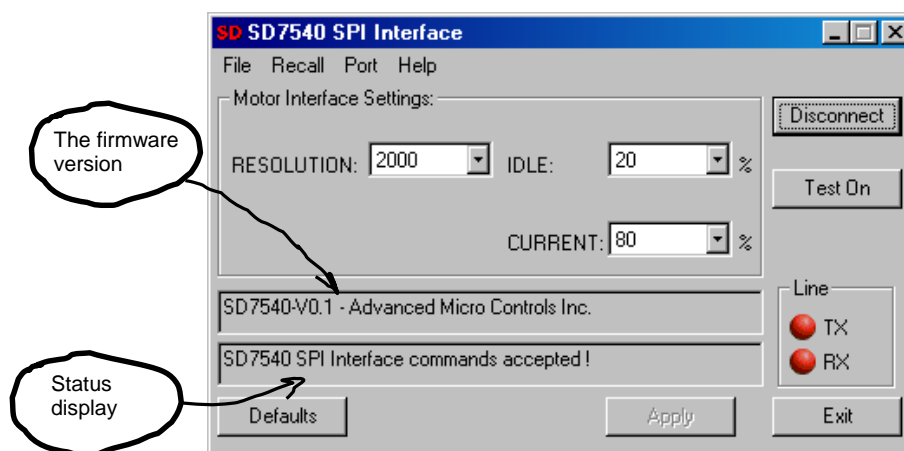 SD SD7540 SPI Interface
File Recall Port Help
Motor Interface Settings:
Disconnect
The firmware
version
RESOLUTION: 2000 IDLE: 20 %
Test On
CURRENT: 80 %
SD7540-V0.1 - Advanced Micro Controls Inc.
Line
TX
SD7540 SPI Interface commands accepted !
RX
Status
display
Defaults Apply Exit